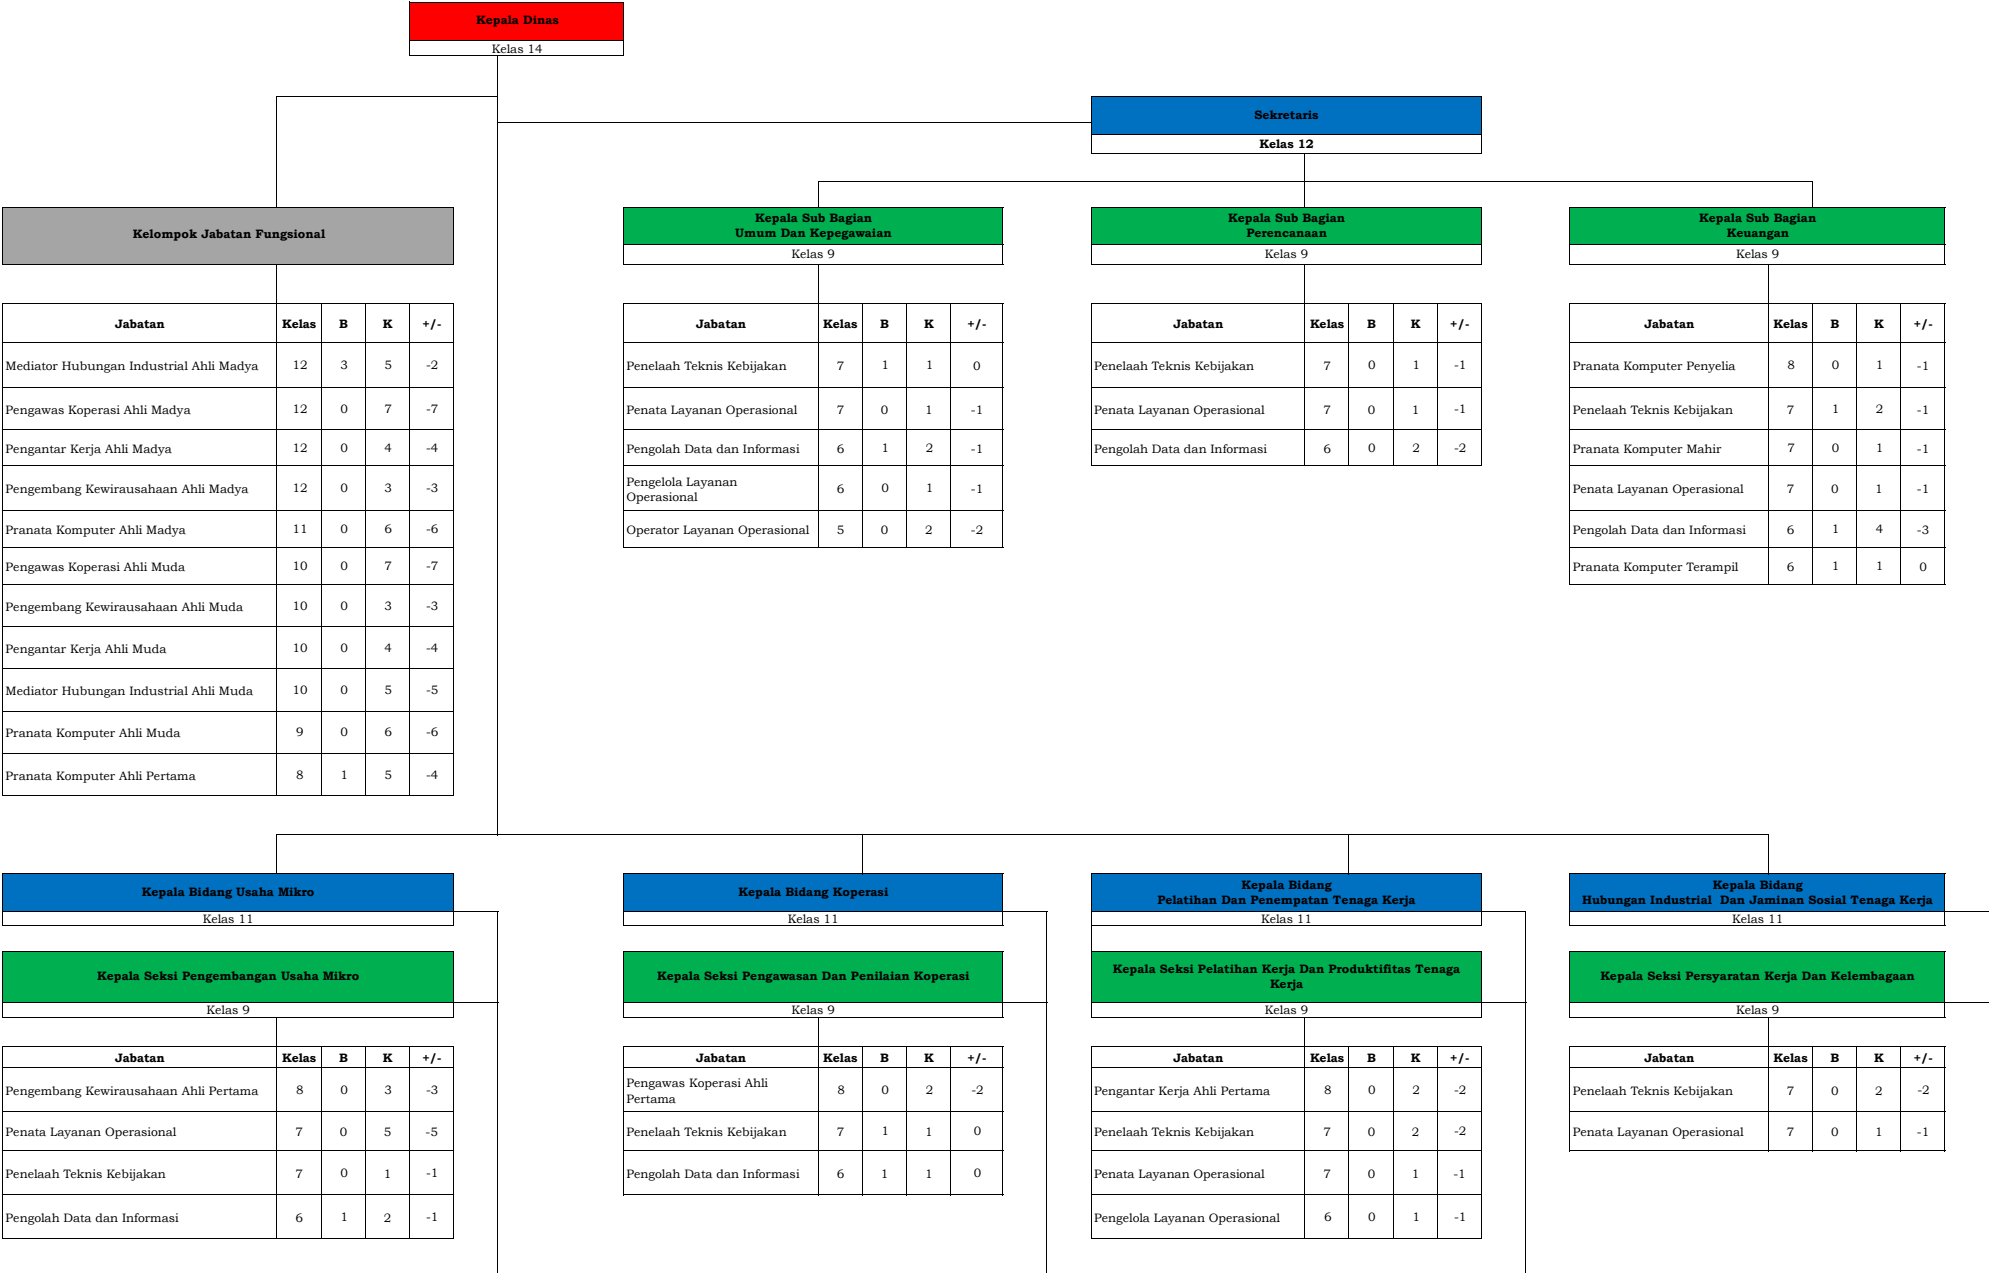 Kepala Dinas
Kelas 14
Sekretaris
Kelas 12
Kelompok Jabatan Fungsional
Jabatan Kelas B K +/-
Mediator Hubungan Industrial Ahli Madya 12 3 5 -2
Pengawas Koperasi Ahli Madya 12 0 7 -7
Pengantar Kerja Ahli Madya 12 0 4 -4
Pengembang Kewirausahaan Ahli Madya 12 0 3 -3
Pranata Komputer Ahli Madya 11 0 6 -6
Pengawas Koperasi Ahli Muda 10 0 7 -7
Pengembang Kewirausahaan Ahli Muda 10 0 3 -3
Pengantar Kerja Ahli Muda 10 0 4 -4
Mediator Hubungan Industrial Ahli Muda 10 0 5 -5
Pranata Komputer Ahli Muda 9 0 6 -6
Pranata Komputer Ahli Pertama 8 1 5 -4
Kepala Sub Bagian
Umum Dan Kepegawaian
Kelas 9
Jabatan Kelas B K +/-
Penelaah Teknis Kebijakan 7 1 1 0
Penata Layanan Operasional 7 0 1 -1
Pengolah Data dan Informasi 6 1 2 -1
Pengelola Layanan
Operasional 6 0 1 -1
Operator Layanan Operasional 5 0 2 -2
Kepala Sub Bagian
Perencanaan
Kelas 9
Jabatan Kelas B K +/-
Penelaah Teknis Kebijakan 7 0 1 -1
Penata Layanan Operasional 7 0 1 -1
Pengolah Data dan Informasi 6 0 2 -2
Kepala Sub Bagian
Keuangan
Kelas 9
Jabatan Kelas B K +/-
Pranata Komputer Penyelia 8 0 1 -1
Penelaah Teknis Kebijakan 7 1 2 -1
Pranata Komputer Mahir 7 0 1 -1
Penata Layanan Operasional 7 0 1 -1
Pengolah Data dan Informasi 6 1 4 -3
Pranata Komputer Terampil 6 1 1 0
Kepala Bidang Usaha Mikro
Kelas 11
Kepala Seksi Pengembangan Usaha Mikro
Kelas 9
Jabatan Kelas B K +/-
Pengembang Kewirausahaan Ahli Pertama 8 0 3 -3
Penata Layanan Operasional 7 0 5 -5
Penelaah Teknis Kebijakan 7 0 1 -1
Pengolah Data dan Informasi 6 1 2 -1
Kepala Bidang Koperasi
Kelas 11
Kepala Seksi Pengawasan Dan Penilaian Koperasi
Kelas 9
Jabatan Kelas B K +/-
Pengawas Koperasi Ahli
Pertama 8 0 2 -2
Penelaah Teknis Kebijakan 7 1 1 0
Pengolah Data dan Informasi 6 1 1 0
Kepala Bidang
Pelatihan Dan Penempatan Tenaga Kerja
Kelas 11
Kepala Seksi Pelatihan Kerja Dan Produktifitas Tenaga
Kerja
Kelas 9
Jabatan Kelas B K +/-
Pengantar Kerja Ahli Pertama 8 0 2 -2
Penelaah Teknis Kebijakan 7 0 2 -2
Penata Layanan Operasional 7 0 1 -1
Pengelola Layanan Operasional 6 0 1 -1
Kepala Bidang
Hubungan Industrial  Dan Jaminan Sosial Tenaga Kerja
Kelas 11
Kepala Seksi Persyaratan Kerja Dan Kelembagaan
Kelas 9
Jabatan Kelas B K +/-
Penelaah Teknis Kebijakan 7 0 2 -2
Penata Layanan Operasional 7 0 1 -1